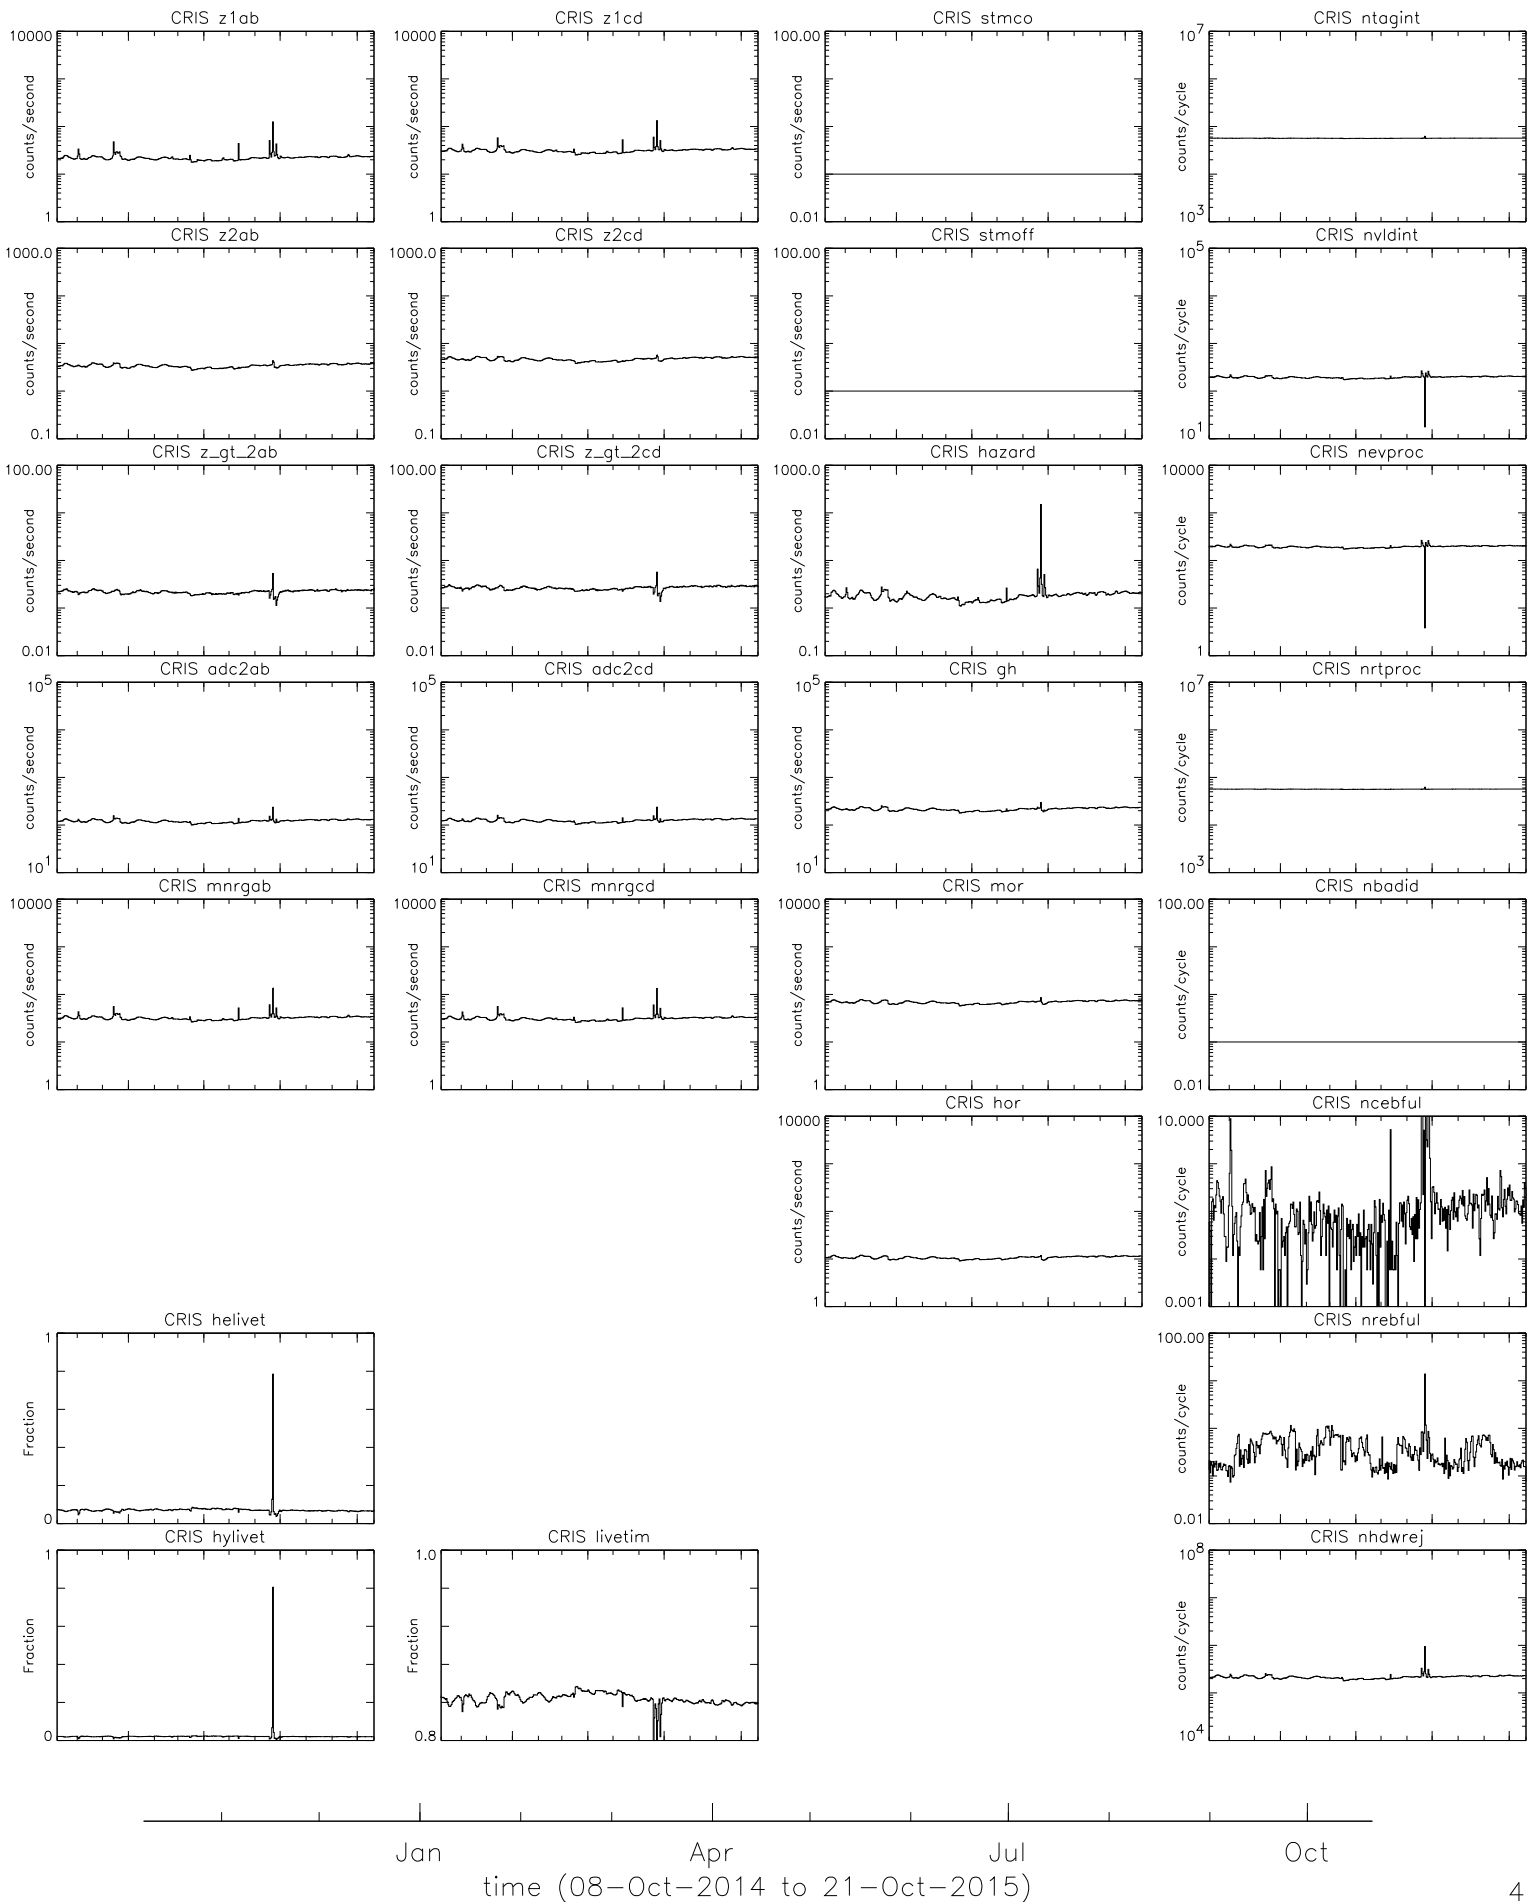 CRIS z1ab
10000
counts/second
1
CRIS z1cd
10000
counts/second
1
CRIS stmco
100.00
counts/second
0.01
CRIS ntagint
10^7
counts/cycle
10^3
CRIS z2ab
1000.0
counts/second
0.1
CRIS z2cd
1000.0
counts/second
0.1
CRIS stmoff
100.00
counts/second
0.01
CRIS nvldint
10^5
counts/cycle
10^1
CRIS z_gt_2ab
100.00
counts/second
0.01
CRIS z_gt_2cd
100.00
counts/second
0.01
CRIS hazard
1000.0
counts/second
0.1
CRIS nevproc
10000
counts/cycle
1
CRIS adc2ab
10^5
counts/second
10^1
CRIS adc2cd
10^5
counts/second
10^1
CRIS gh
10^5
counts/second
10^1
CRIS nrtproc
10^7
counts/cycle
10^3
CRIS mnrgab
10000
counts/second
1
CRIS mnrgcd
10000
counts/second
1
CRIS mor
10000
counts/second
1
CRIS nbadid
100.00
counts/cycle
0.01
CRIS hor
10000
counts/second
1
CRIS ncebful
10.000
counts/cycle
0.001
CRIS helivet
1
Fraction
0
CRIS nrebful
100.00
counts/cycle
0.01
CRIS hylivet
1
Fraction
0
CRIS livetim
1.0
Fraction
0.8
CRIS nhdwrej
10^8
counts/cycle
10^4
Jan Apr Jul Oct
time (08-Oct-2014 to 21-Oct-2015)
4